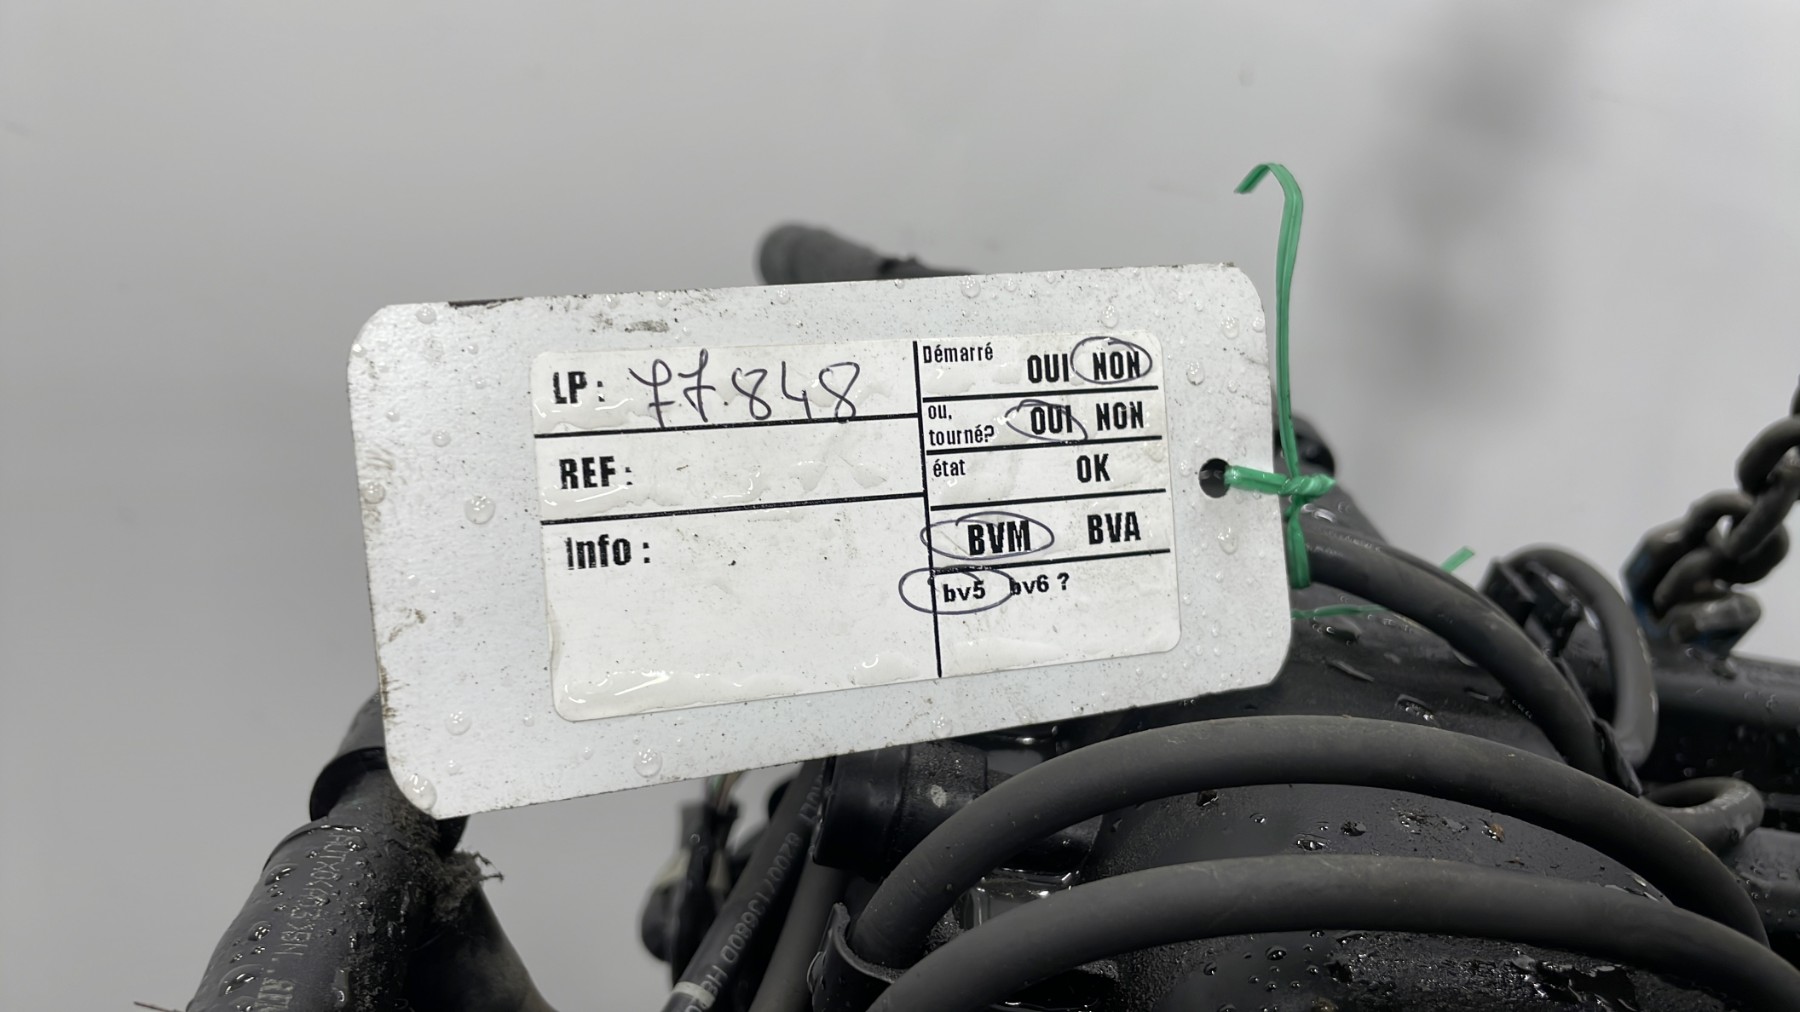 LP : 77.848
REF :
Info :
Démarré OUI NON
ou, tourné? OUI NON
état OK
BVM BVA
bv5 bv6 ?